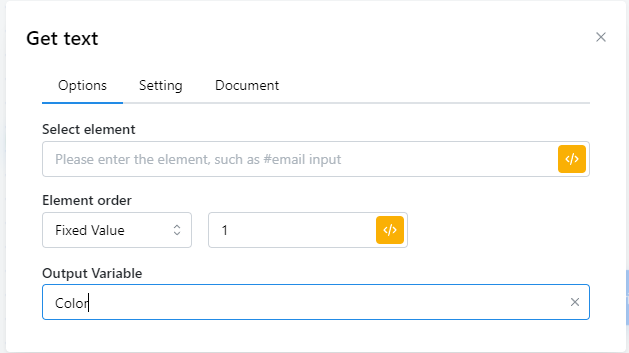 Get text
Options Setting Document
Select element
Please enter the element, such as #email input </>
Element order
Fixed Value 1 </>
Output Variable
Color